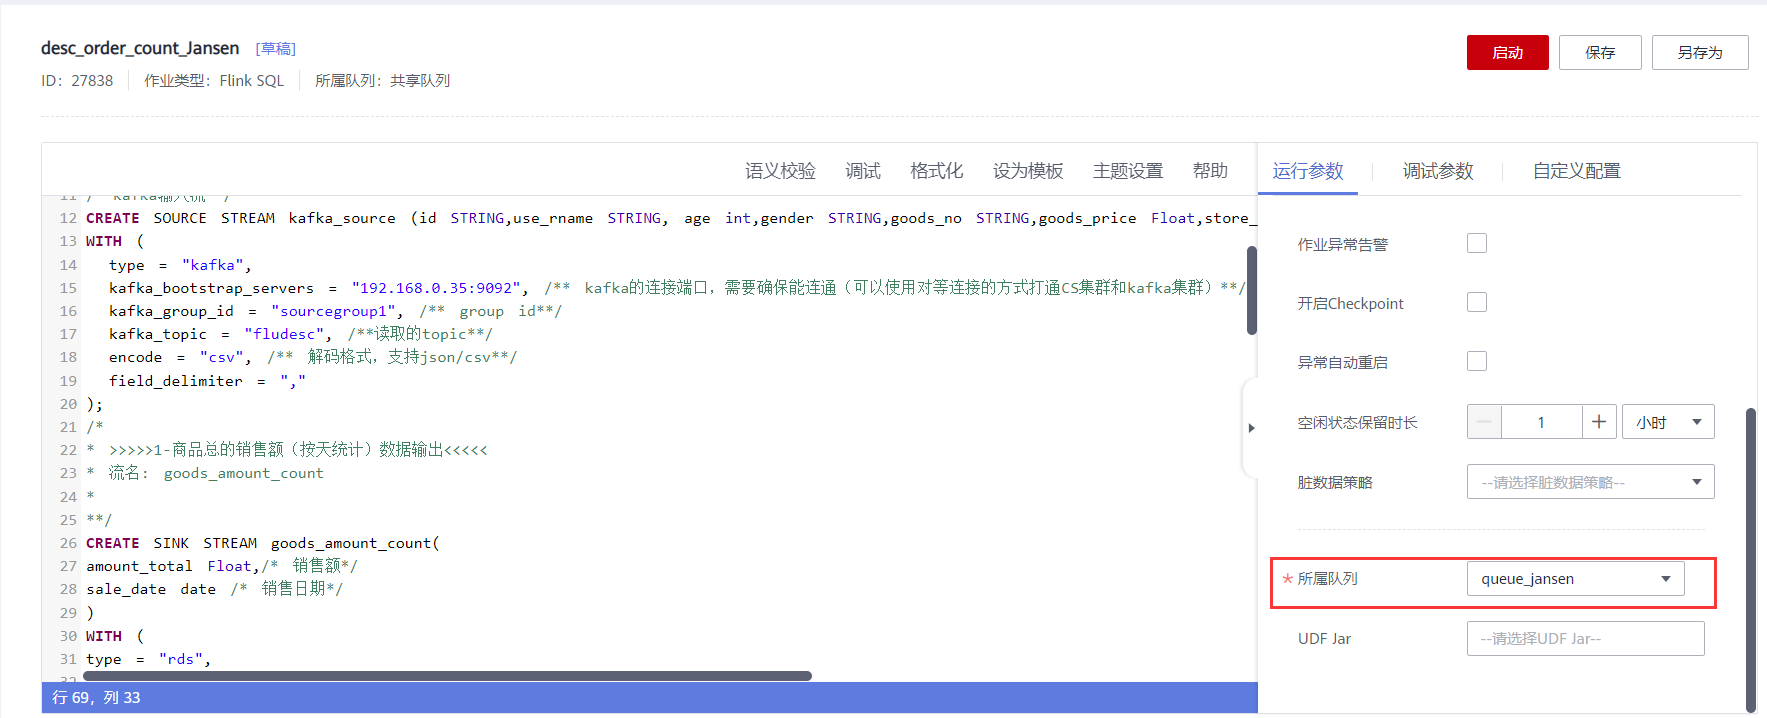 desc_order_count_Jansen [草稿]
启动 保存 另存为
ID: 27838 作业类型: Flink SQL 所属队列: 共享队列
语义校验 调试 格式化 设为模板 主题设置 帮助
运行参数 调试参数 自定义配置
11 /* kafka输入流 */
12 CREATE SOURCE STREAM kafka_source (id STRING,use_rname STRING, age int,gender STRING,goods_no STRING,goods_price Float,store_
13 WITH (
14 type = "kafka",
15 kafka_bootstrap_servers = "192.168.0.35:9092", /** kafka的连接端口，需要确保能连通（可以使用对等连接的方式打通CS集群和kafka集群）**/
16 kafka_group_id = "sourcegroup1", /** group id**/
17 kafka_topic = "fludesc", /**读取的topic**/
18 encode = "csv", /** 解码格式，支持json/csv**/
19 field_delimiter = ","
20 );
21 /*
22 * >>>>>1-商品总的销售额（按天统计）数据输出<<<<<
23 * 流名: goods_amount_count
24 *
25 **/
26 CREATE SINK STREAM goods_amount_count(
27 amount_total Float,/* 销售额*/
28 sale_date date /* 销售日期*/
29 )
30 WITH (
31 type = "rds",
32
行 69，列 33
作业异常告警
开启Checkpoint
异常自动重启
空闲状态保留时长 1 小时
脏数据策略 --请选择脏数据策略--
* 所属队列 queue_jansen
UDF Jar --请选择UDF Jar--